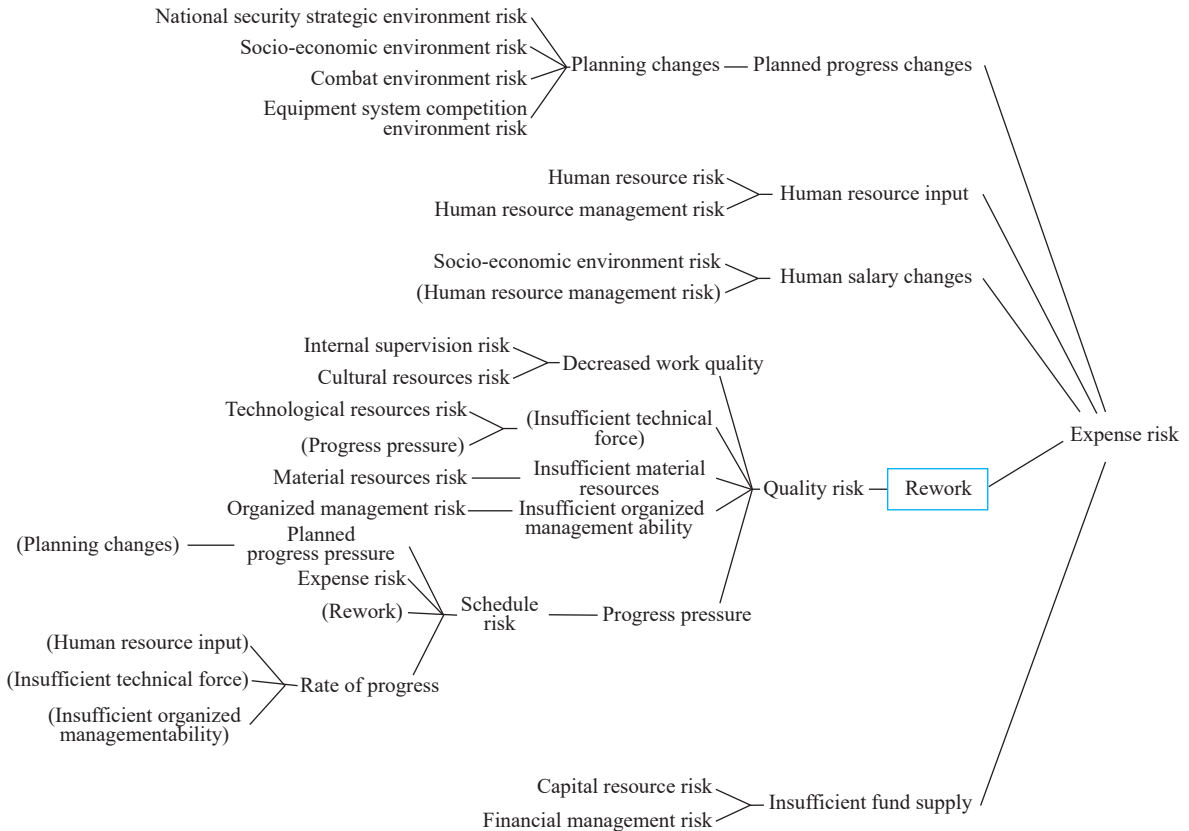 National security strategic environment risk
Socio-economic environment risk
Combat environment risk
Equipment system competition
environment risk
Planning changes
Planned progress changes
Human resource risk
Human resource management risk
Human resource input
Socio-economic environment risk
(Human resource management risk)
Human salary changes
Internal supervision risk
Cultural resources risk
Decreased work quality
Technological resources risk
(Progress pressure)
(Insufficient technical
force)
Material resources risk
Insufficient material
resources
Organized management risk
Insufficient organized
management ability
Quality risk
Rework
Expense risk
(Planning changes)
Planned
progress pressure
Expense risk
(Rework)
Schedule
risk
Progress pressure
(Human resource input)
(Insufficient technical force)
(Insufficient organized
managementability)
Rate of progress
Capital resource risk
Financial management risk
Insufficient fund supply